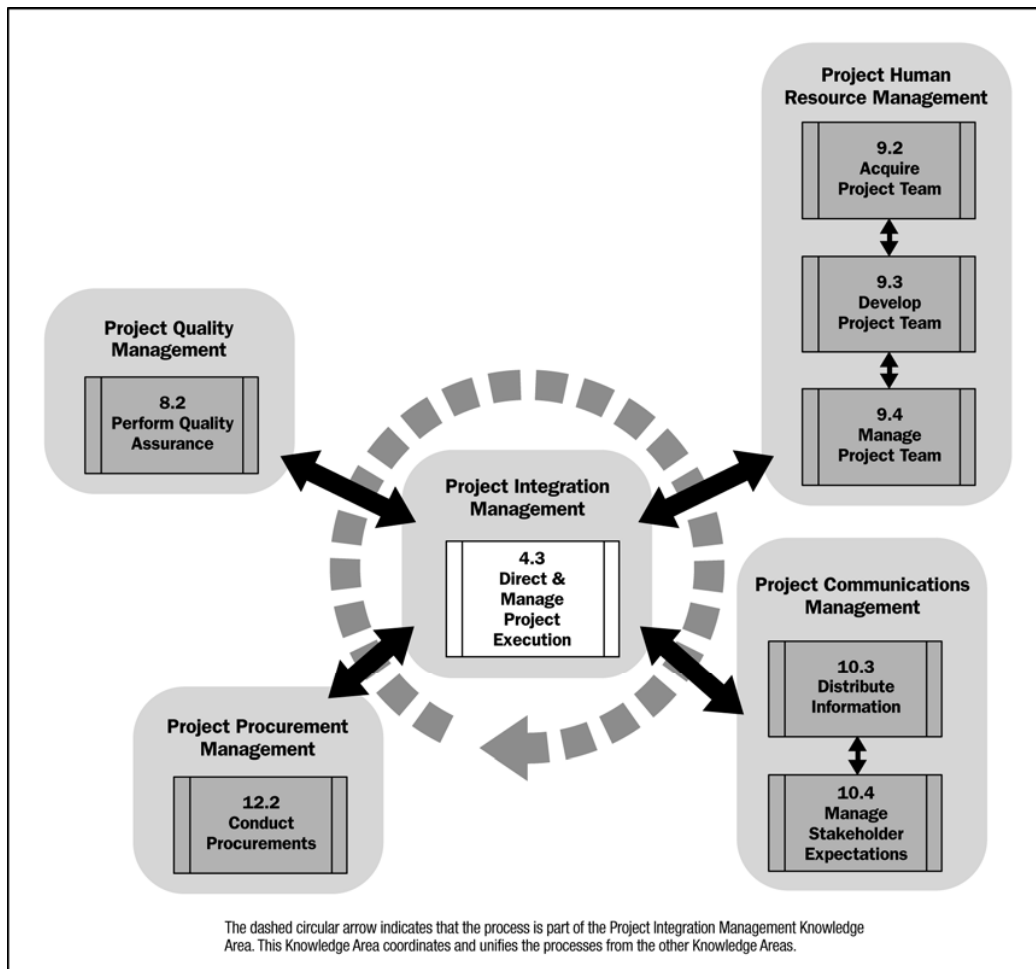 Project Human
Resource Management
9.2
Acquire
Project Team
9.3
Develop
Project Team
9.4
Manage
Project Team
Project Quality
Management
8.2
Perform Quality
Assurance
Project Integration
Management
4.3
Direct &
Manage
Project
Execution
Project Communications
Management
10.3
Distribute
Information
10.4
Manage
Stakeholder
Expectations
Project Procurement
Management
12.2
Conduct
Procurements
The dashed circular arrow indicates that the process is part of the Project Integration Management Knowledge
Area. This Knowledge Area coordinates and unifies the processes from the other Knowledge Areas.